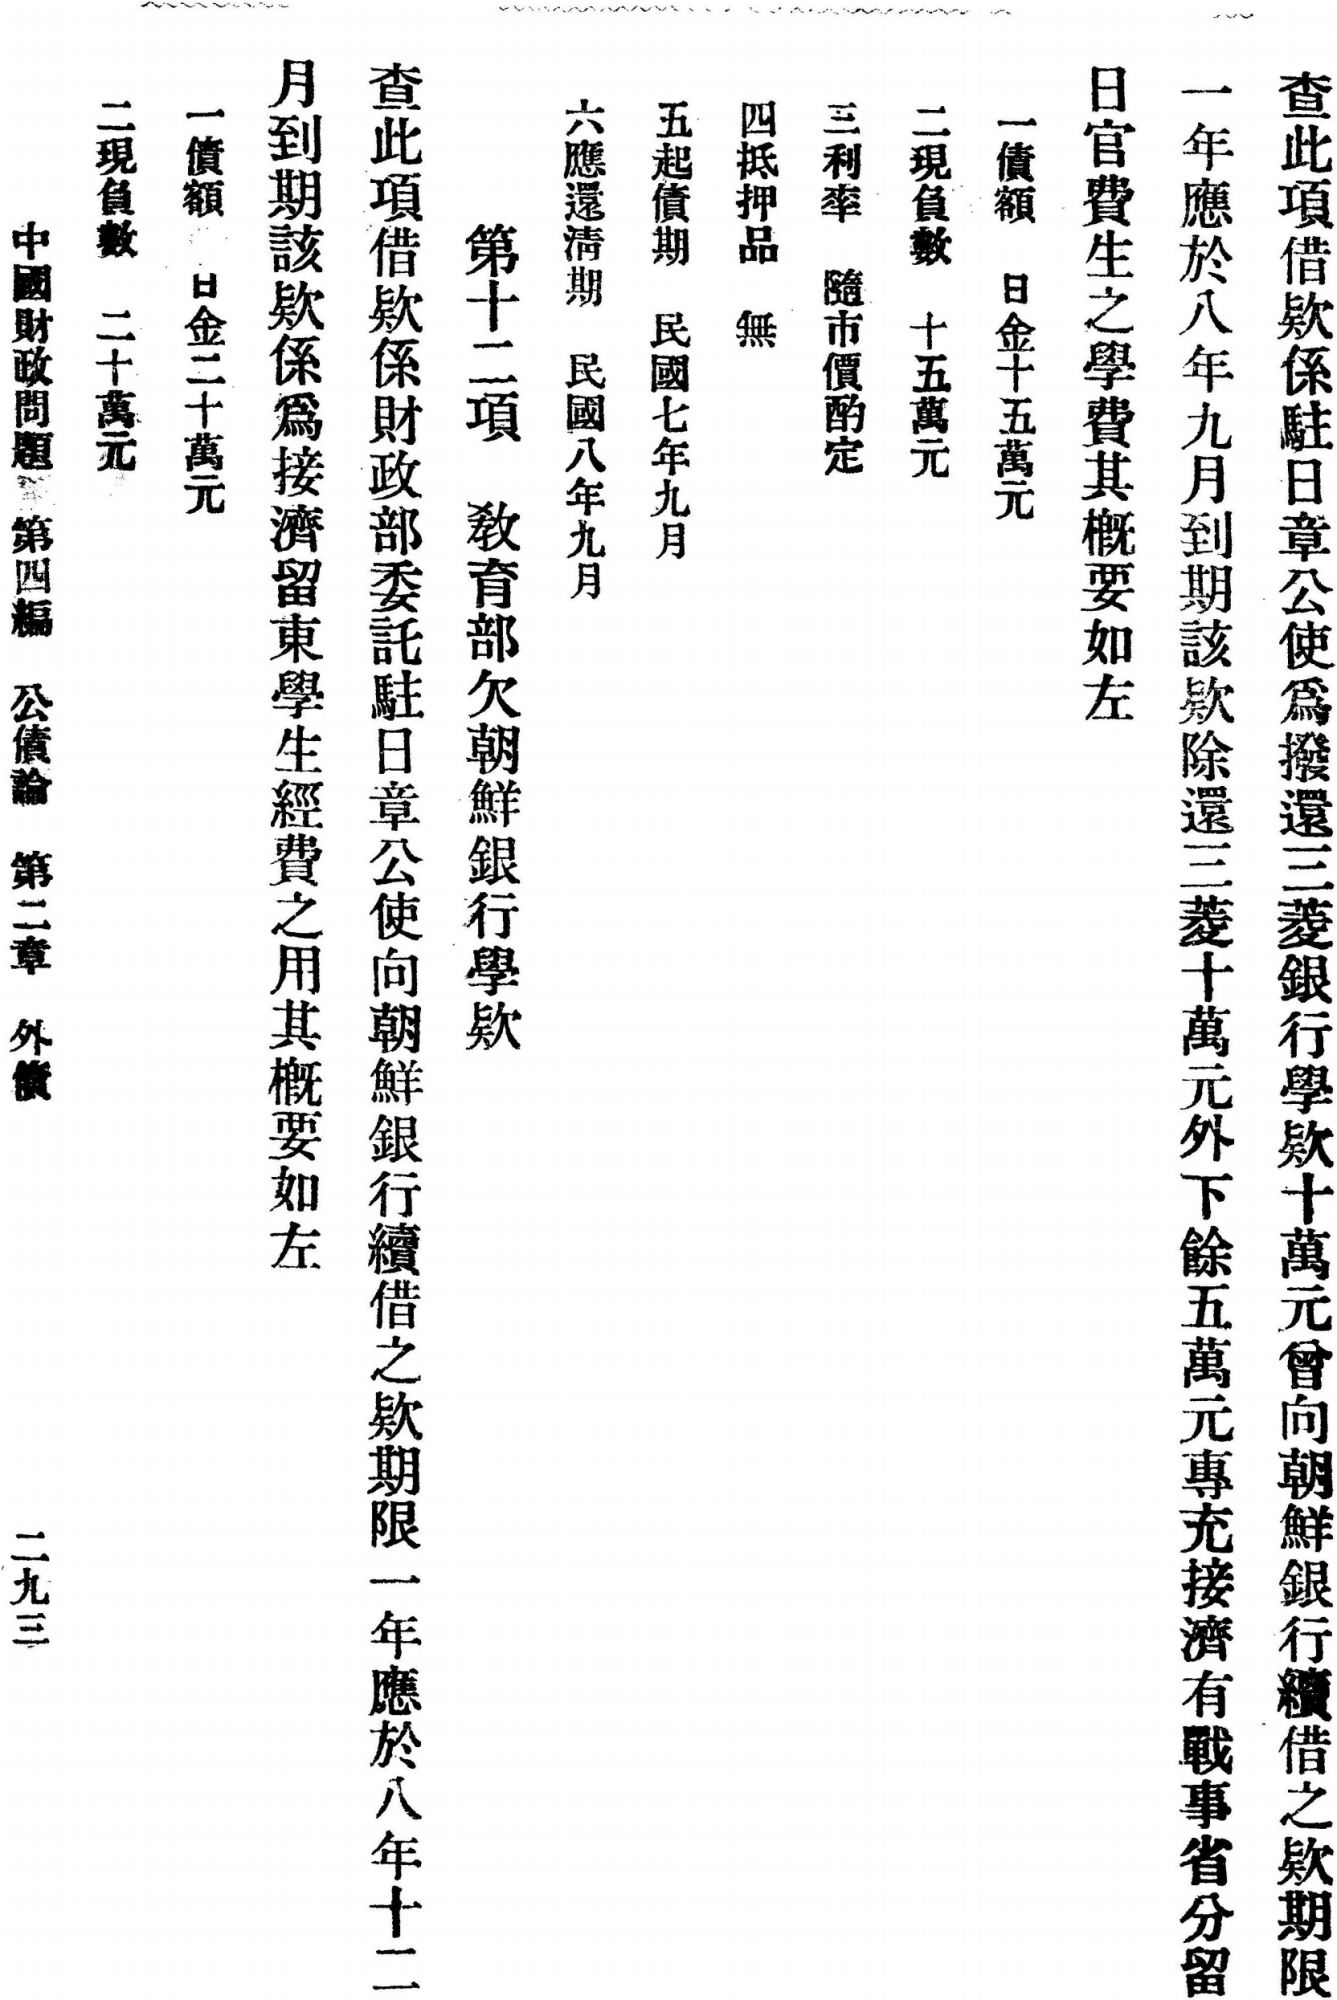 查此項借欵係駐日章公使爲撥還三菱銀行學欵十萬元曾向朝鮮銀行續借之欵期限
一年應於八年九月到期該欵除還三菱十萬元外下餘五萬元專充接濟有戰事省分留
日官費生之學費其概要如左
一債額　日金十五萬元
二現負數　十五萬元
三利率　隨市價酌定
四抵押品　無
五起債期　民國七年九月
六應還淸期　民國八年九月
第十二項　敎育部欠朝鮮銀行學欵
查此項借欵係財政部委託駐日章公使向朝鮮銀行續借之欵期限一年應於八年十二
月到期該欵係爲接濟留東學生經費之用其概要如左
一債額　日金二十萬元
二現負數　二十萬元
中國財政問題　第四編　公債論　第二章　外債　二九三